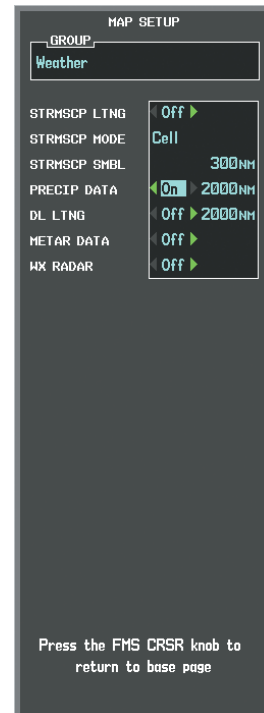 MAP SETUP
GROUP
Weather
STRMSCP LTNG Off
STRMSCP MODE Cell
STRMSCP SMBL 300NM
PRECIP DATA On 2000NM
DL LTNG Off 2000NM
METAR DATA Off
WX RADAR Off
Press the FMS CRSR knob to
return to base page